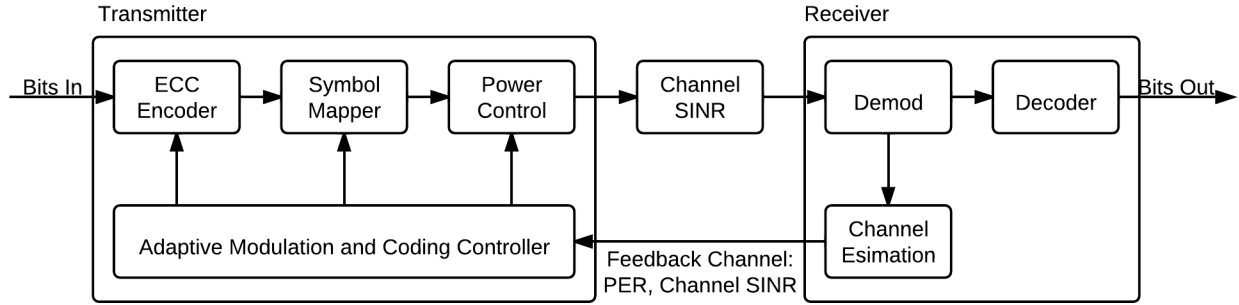 Transmitter
Receiver
Bits In
ECC
Encoder
Symbol
Mapper
Power
Control
Channel
SINR
Demod
Decoder
Bits Out
Adaptive Modulation and Coding Controller
Feedback Channel:
PER, Channel SINR
Channel
Esimation